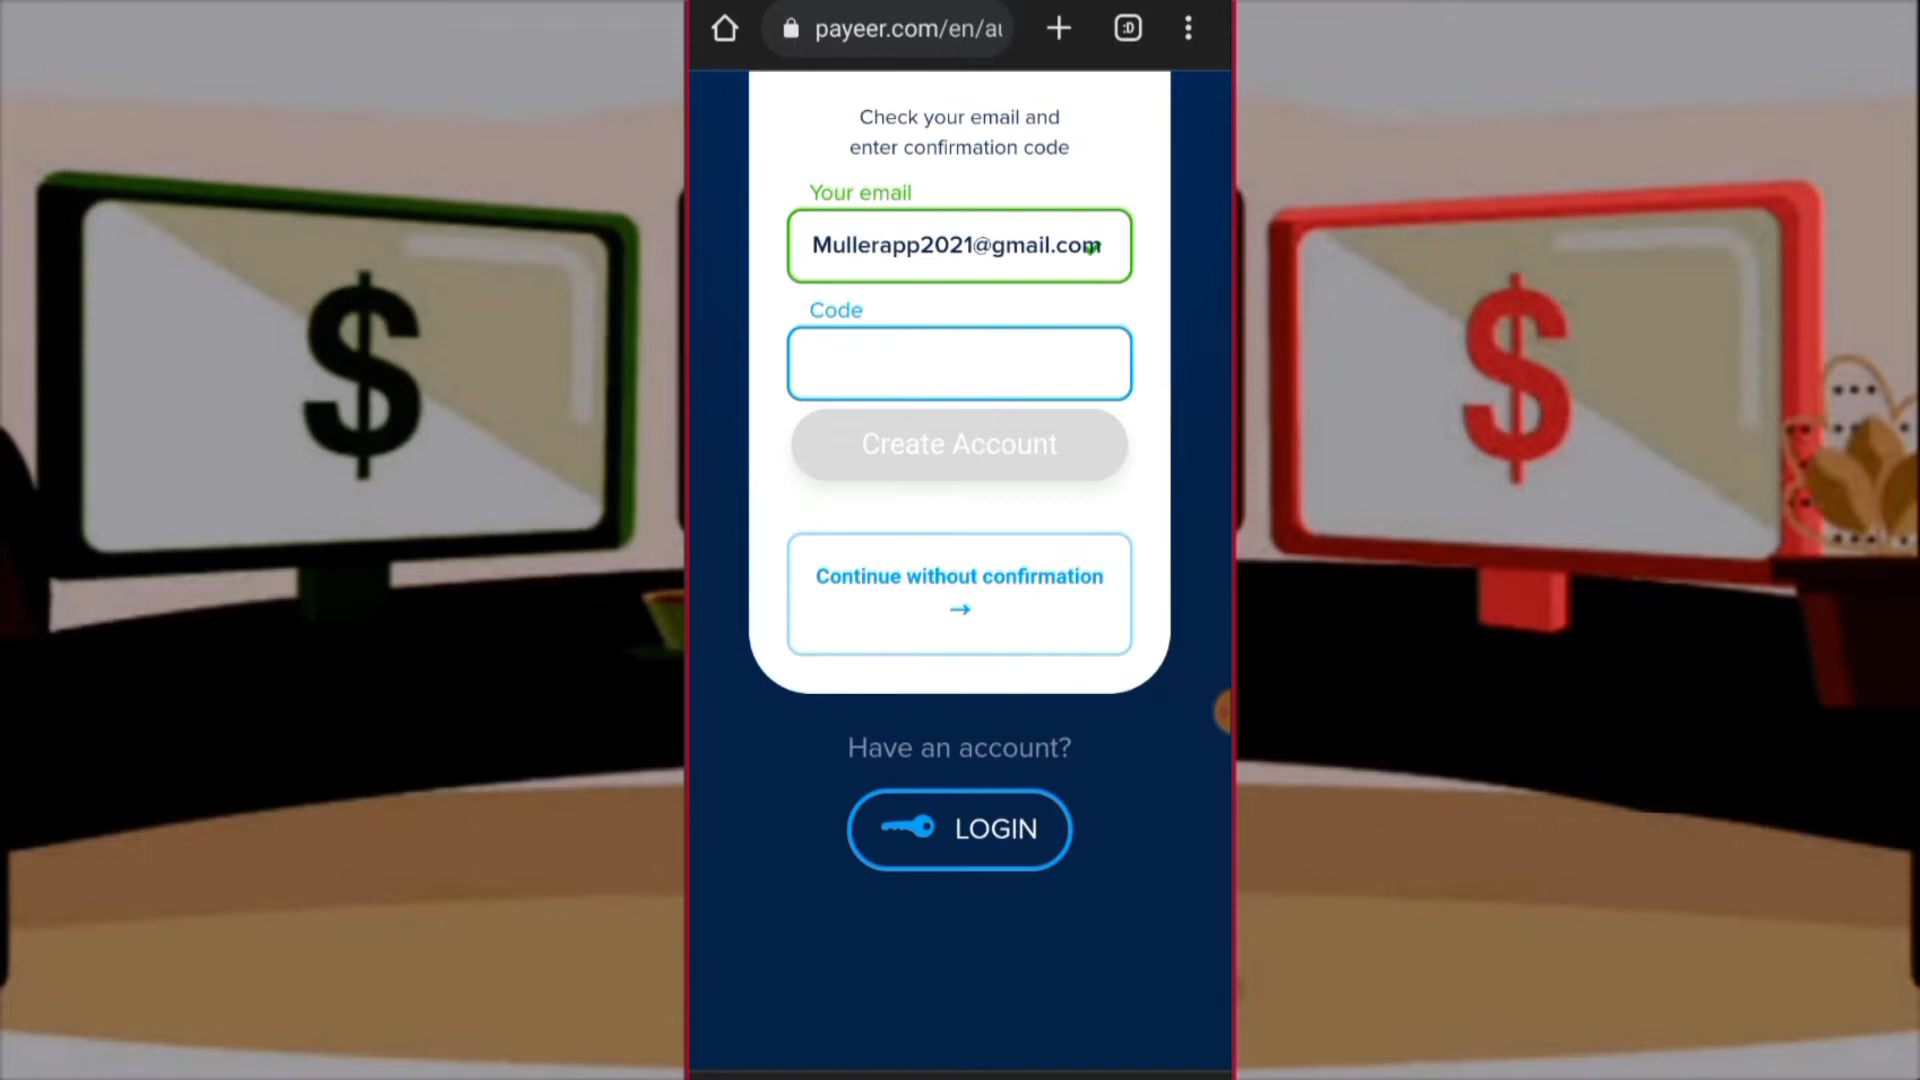 payeer.com/en/au
:D
Check your email and
enter confirmation code
Your email
Mullerapp2021@gmail.com
Code
Create Account
Continue without confirmation
→
Have an account?
LOGIN
$
$